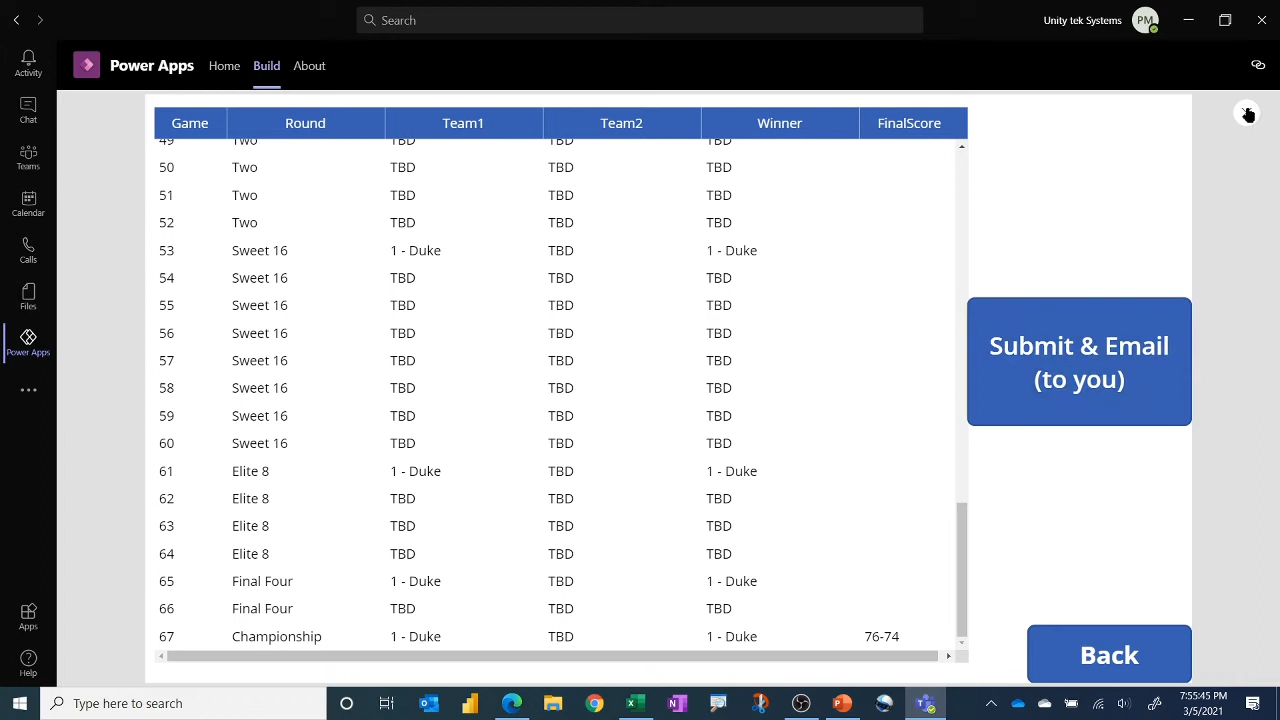 Search
Unity tek Systems
PM
Activity
Power Apps Home Build About
Chat
Teams
Calendar
Calls
Files
Power Apps
Apps
Help
Game Round Team1 Team2 Winner FinalScore
49 Two TBD TBD TBD
50 Two TBD TBD TBD
51 Two TBD TBD TBD
52 Two TBD TBD TBD
53 Sweet 16 1 - Duke TBD 1 - Duke
54 Sweet 16 TBD TBD TBD
55 Sweet 16 TBD TBD TBD
56 Sweet 16 TBD TBD TBD
57 Sweet 16 TBD TBD TBD
58 Sweet 16 TBD TBD TBD
59 Sweet 16 TBD TBD TBD
60 Sweet 16 TBD TBD TBD
61 Elite 8 1 - Duke TBD 1 - Duke
62 Elite 8 TBD TBD TBD
63 Elite 8 TBD TBD TBD
64 Elite 8 TBD TBD TBD
65 Final Four 1 - Duke TBD 1 - Duke
66 Final Four TBD TBD TBD
67 Championship 1 - Duke TBD 1 - Duke 76-74
Submit & Email
(to you)
Back
Type here to search
7:55:45 PM
3/5/2021